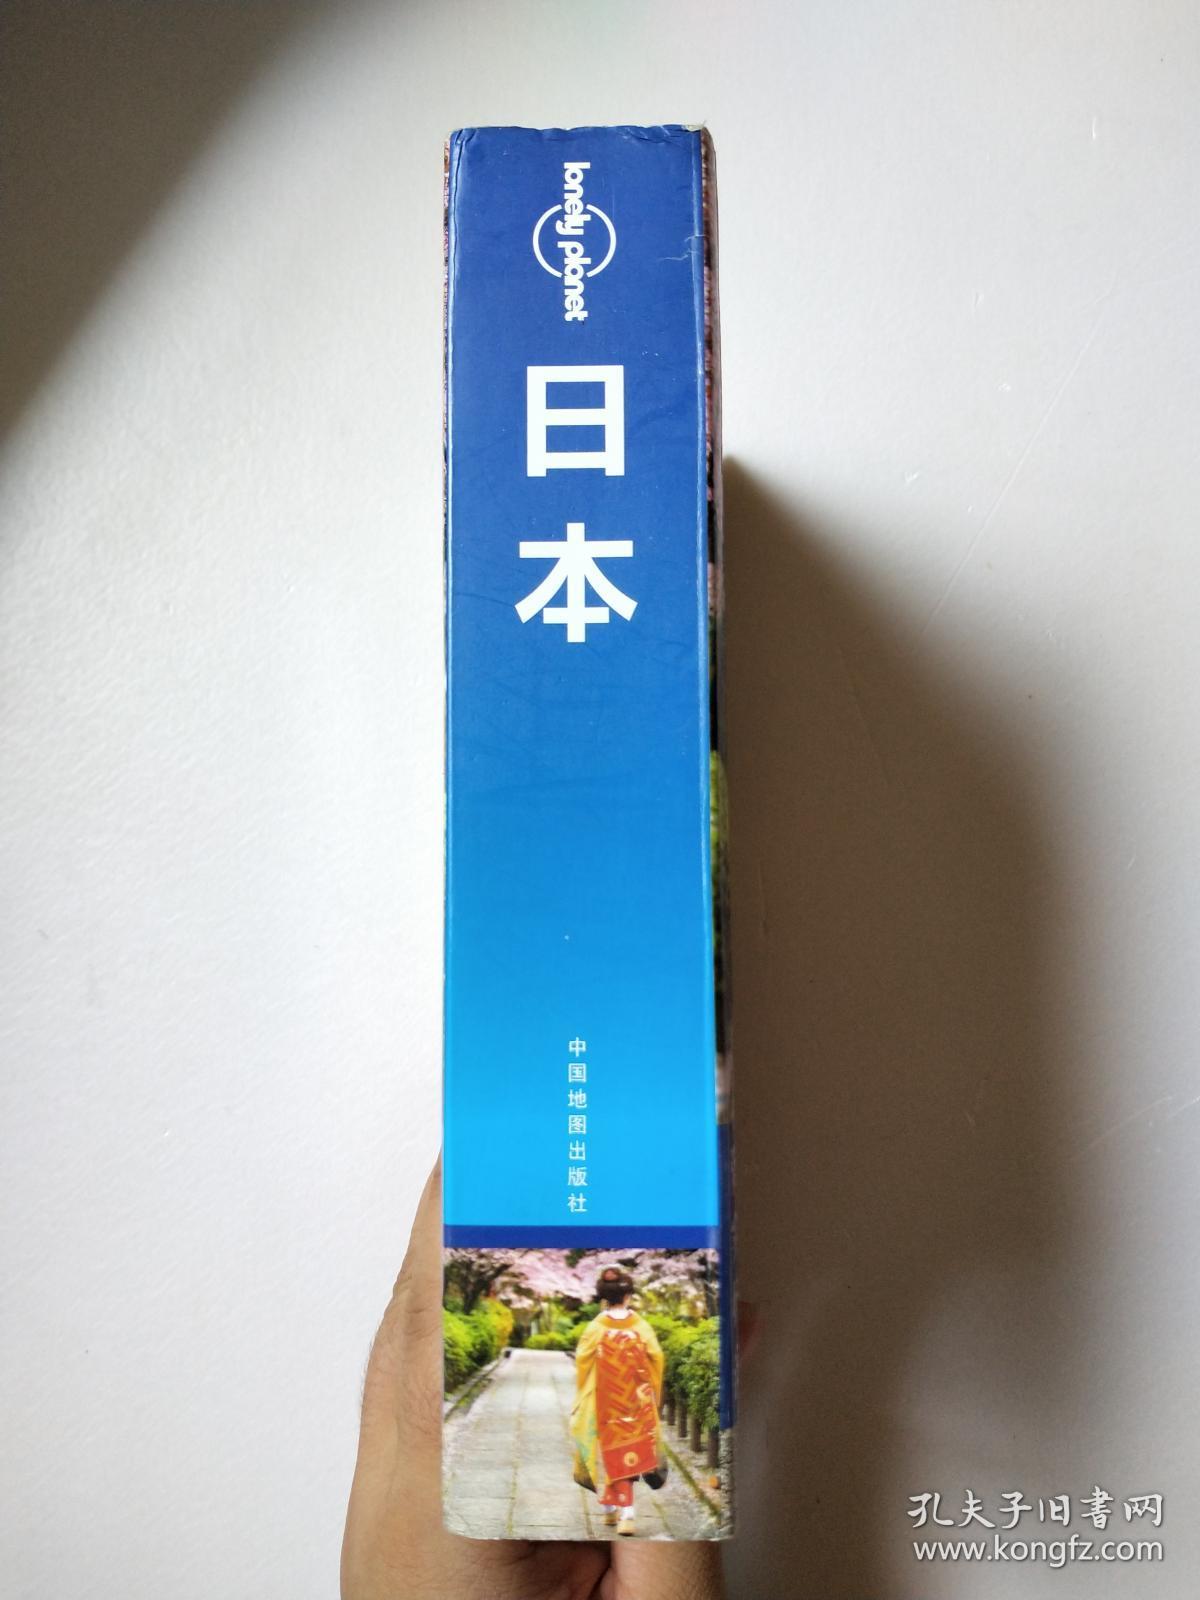 lonely planet
日本
中国地图出版社
孔夫子旧书网
www.kongfz.com